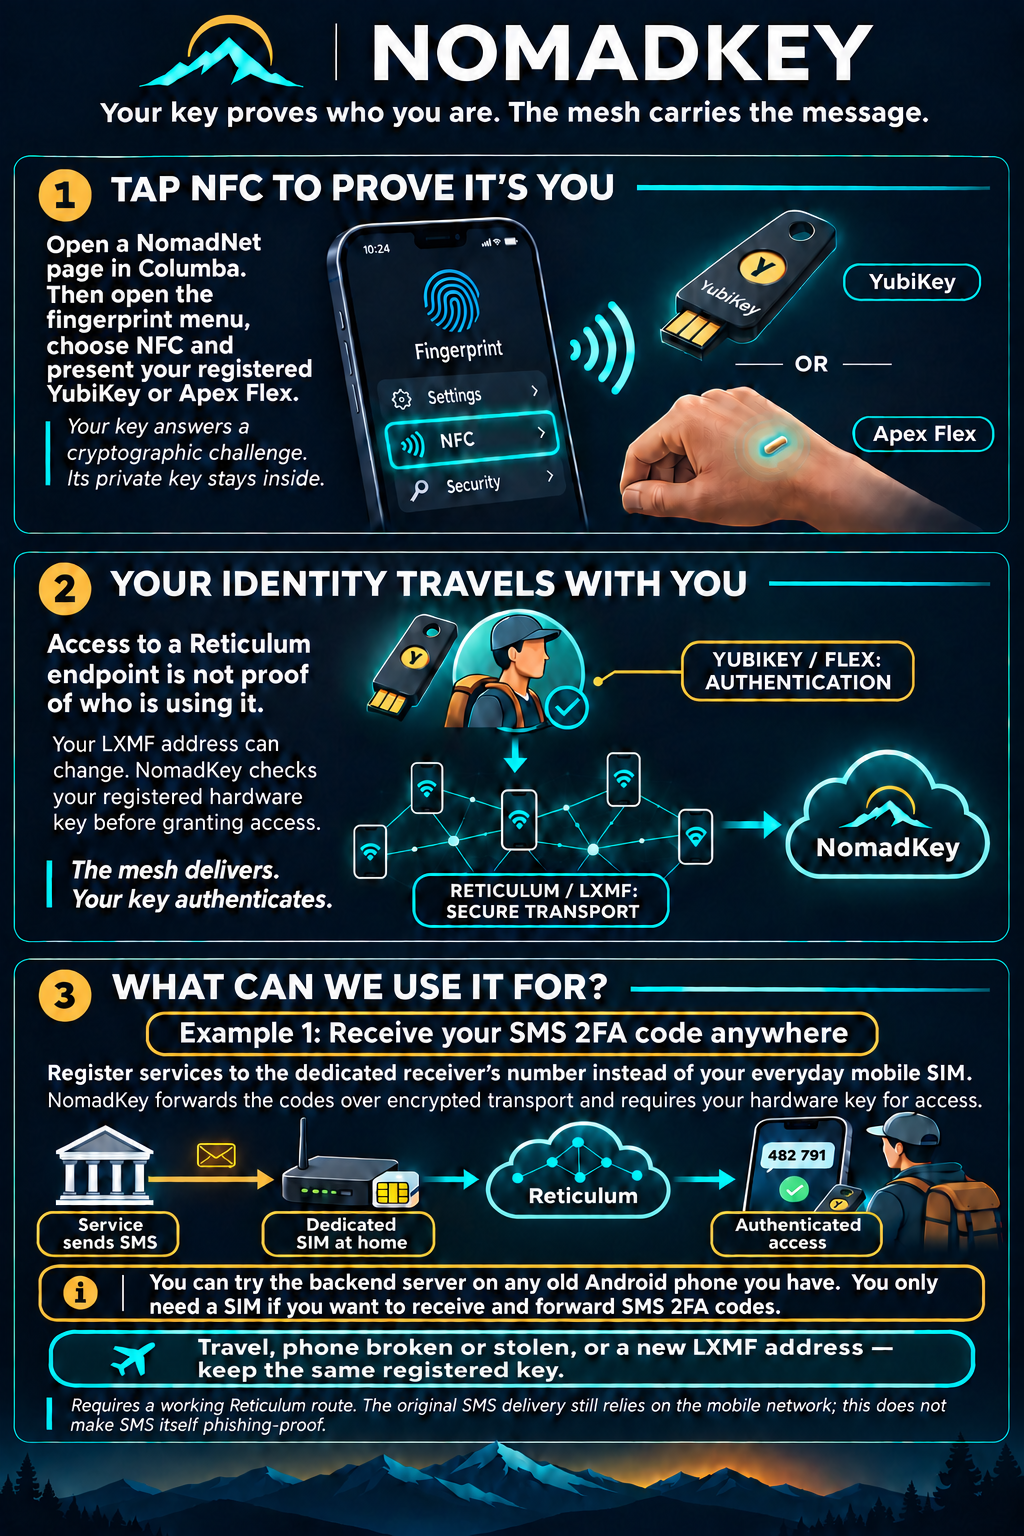 NOMADKEY
Your key proves who you are. The mesh carries the message.
1
TAP NFC TO PROVE IT'S YOU
Open a NomadNet
page in Columba.
Then open the
fingerprint menu,
choose NFC and
present your registered
YubiKey or Apex Flex.
Your key answers a
cryptographic challenge.
Its private key stays inside.
10:24
Fingerprint
Settings
NFC
Security
Y
YubiKey
YubiKey
OR
Apex Flex
2
YOUR IDENTITY TRAVELS WITH YOU
Access to a Reticulum
endpoint is not proof
of who is using it.
Your LXMF address can
change. NomadKey checks
your registered hardware
key before granting access.
The mesh delivers.
Your key authenticates.
Y
YUBIKEY / FLEX:
AUTHENTICATION
NomadKey
RETICULUM / LXMF:
SECURE TRANSPORT
3
WHAT CAN WE USE IT FOR?
Example 1: Receive your SMS 2FA code anywhere
Register services to the dedicated receiver's number instead of your everyday mobile SIM.
NomadKey forwards the codes over encrypted transport and requires your hardware key for access.
Service
sends SMS
Dedicated
SIM at home
Reticulum
482 791
Y
Authenticated
access
i
You can try the backend server on any old Android phone you have. You only
need a SIM if you want to receive and forward SMS 2FA codes.
Travel, phone broken or stolen, or a new LXMF address —
keep the same registered key.
Requires a working Reticulum route. The original SMS delivery still relies on the mobile network; this does not
make SMS itself phishing-proof.